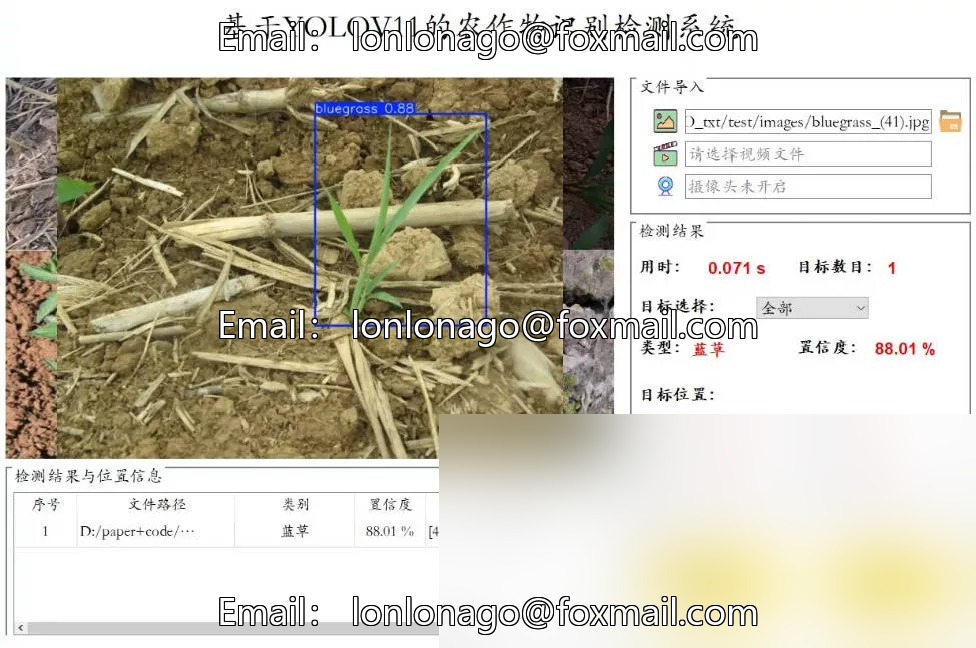 基于YOLOV11的农作物识别检测系统
Email: lonlonago@foxmail.com
bluegrass 0.88
文件导入
O_txt/test/images/bluegrass_(41).jpg
请选择视频文件
摄像头未开启
检测结果
用时: 0.071 s 目标数目: 1
目标选择: 全部
Email: lonlonago@foxmail.com
类型: 蓝草 置信度: 88.01 %
目标位置:
检测结果与位置信息
序号 文件路径 类别 置信度
1 D:/paper+code/··· 蓝草 88.01 % [4
Email: lonlonago@foxmail.com